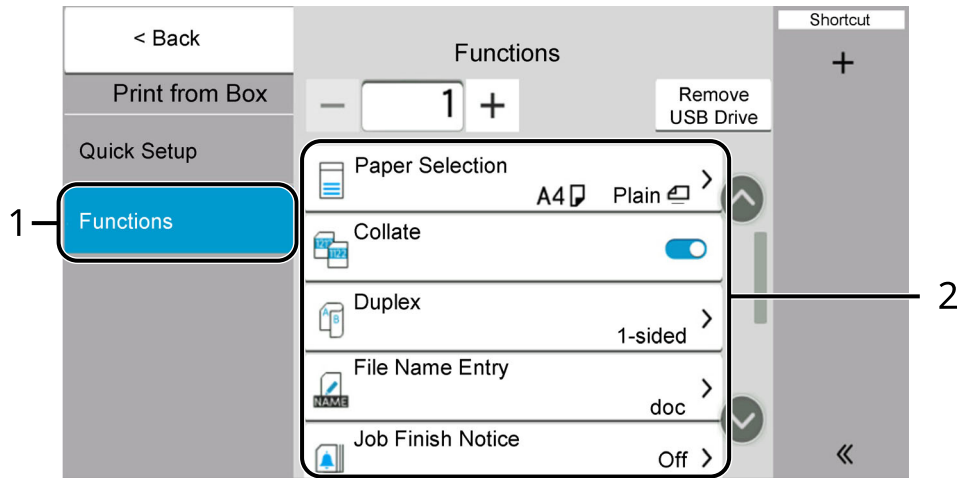 Shortcut
< Back
Functions
+
Print from Box
− 1 +
Remove
USB Drive
Quick Setup
Paper Selection
A4 Plain
1
Functions
Collate
2
Duplex
1-sided
File Name Entry
NAME
doc
Job Finish Notice
Off
«